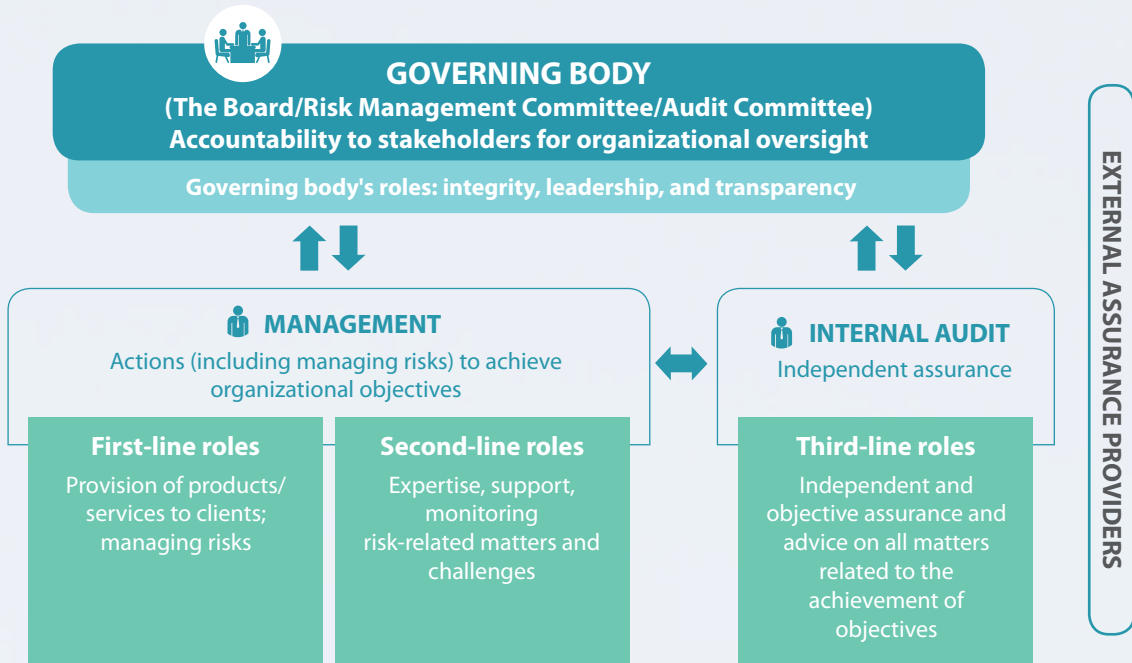 GOVERNING BODY
(The Board/Risk Management Committee/Audit Committee)
Accountability to stakeholders for organizational oversight
Governing body's roles: integrity, leadership, and transparency
MANAGEMENT
Actions (including managing risks) to achieve
organizational objectives
First-line roles
Provision of products/
services to clients;
managing risks
Second-line roles
Expertise, support,
monitoring
risk-related matters and
challenges
INTERNAL AUDIT
Independent assurance
Third-line roles
Independent and
objective assurance and
advice on all matters
related to the
achievement of
objectives
EXTERNAL ASSURANCE PROVIDERS